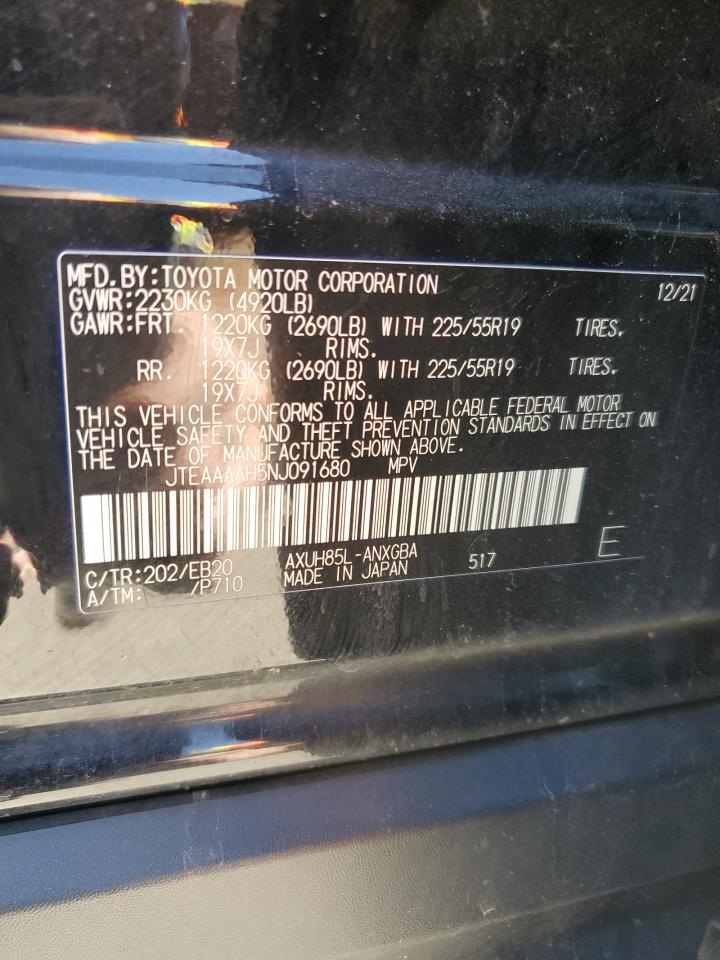 MFD.BY:TOYOTA MOTOR CORPORATION 12/21
GVWR:2230KG (4920LB)
GAWR:FRT. 1220KG (2690LB) WITH 225/55R19 TIRES,
19X7J RIMS.
RR. 1220KG (2690LB) WITH 225/55R19 TIRES,
19X7J RIMS.
THIS VEHICLE CONFORMS TO ALL APPLICABLE FEDERAL MOTOR
VEHICLE SAFETY AND THEFT PREVENTION STANDARDS IN EFFECT ON
THE DATE OF MANUFACTURE SHOWN ABOVE.
JTEAAAAH5NJ091680 MPV
C/TR:202/EB20 AXUH85L-ANXGBA 517 E
A/TM: /P710 MADE IN JAPAN